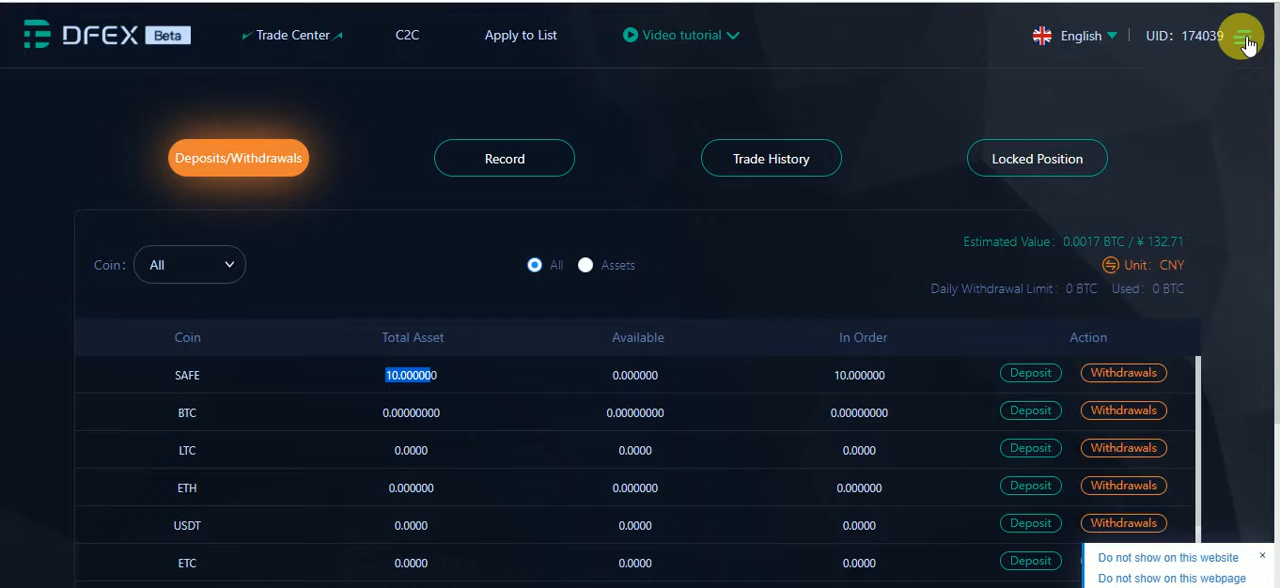 DFEX Beta Trade Center C2C Apply to List Video tutorial English UID: 174039
Deposits/Withdrawals Record Trade History Locked Position
Estimated Value: 0.0017 BTC / ¥ 132.71
Coin: All All Assets Unit: CNY
Daily Withdrawal Limit: 0 BTC Used: 0 BTC
Coin Total Asset Available In Order Action
SAFE 10.000000 0.000000 10.000000 Deposit Withdrawals
BTC 0.00000000 0.00000000 0.00000000 Deposit Withdrawals
LTC 0.0000 0.0000 0.0000 Deposit Withdrawals
ETH 0.000000 0.000000 0.000000 Deposit Withdrawals
USDT 0.0000 0.0000 0.0000 Deposit Withdrawals
ETC 0.0000 0.0000 0.0000 Deposit
Do not show on this website
Do not show on this webpage